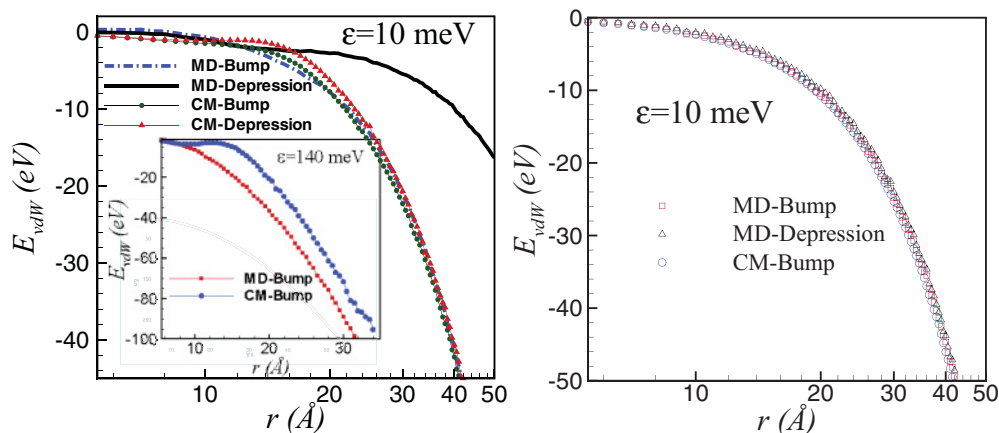 ε=10 meV
0
-10
-20
-30
-40
E_vdW (eV)
MD-Bump
MD-Depression
CM-Bump
CM-Depression
ε=140 meV
-20
-40
-60
-80
-100
E_vdW (eV)
MD-Bump
CM-Bump
10 20 30
r (Å)
10 20 30 40 50
r (Å)
0
-10
-20
-30
-40
-50
E_vdW (eV)
ε=10 meV
MD-Bump
MD-Depression
CM-Bump
10 20 30 40 50
r (Å)